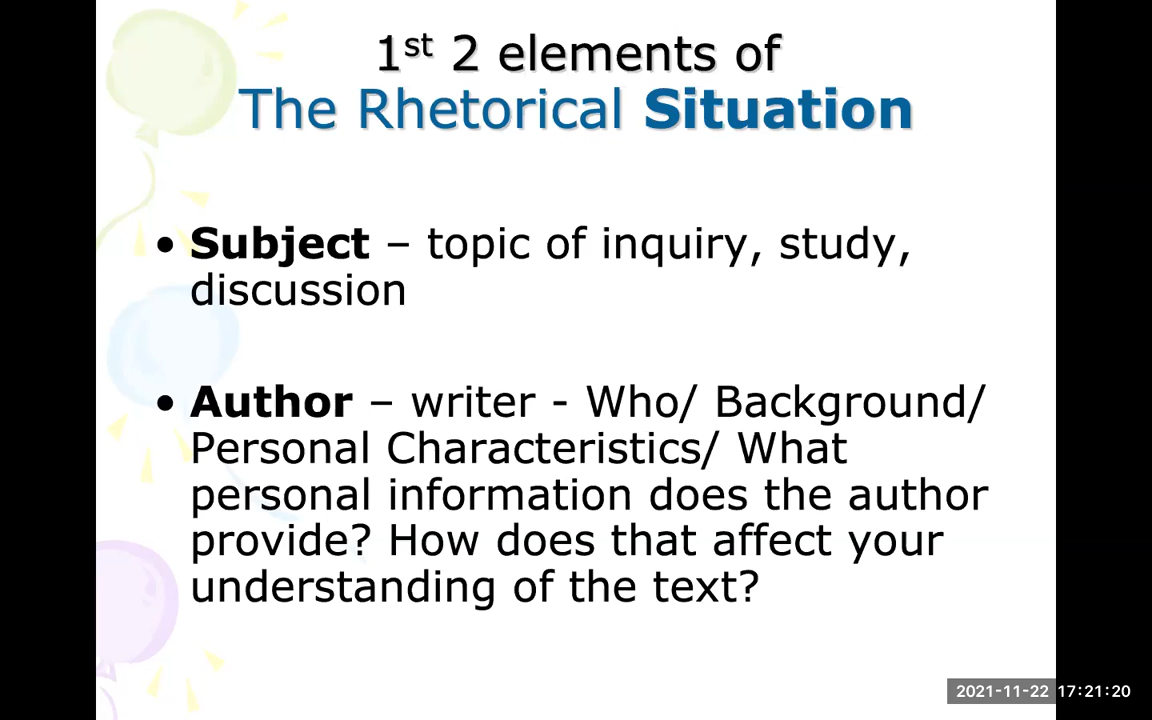 1st 2 elements of
The Rhetorical Situation
• Subject – topic of inquiry, study,
discussion
• Author – writer - Who/ Background/
Personal Characteristics/ What
personal information does the author
provide? How does that affect your
understanding of the text?
2021-11-22 17:21:20